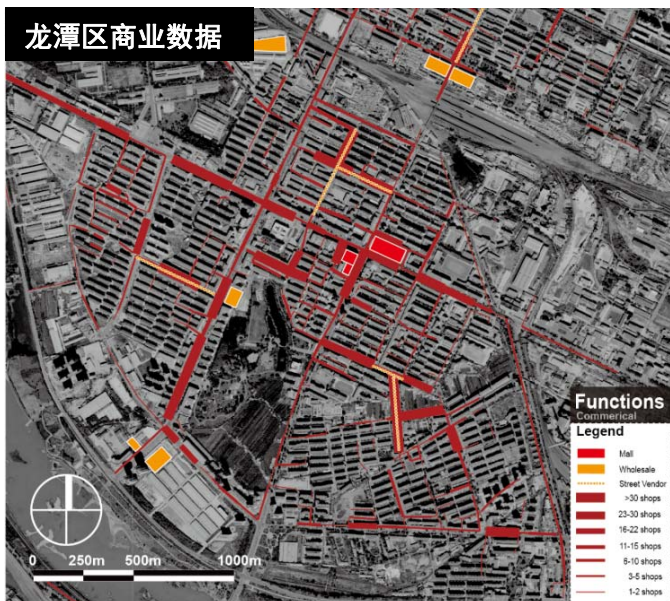 龙潭区商业数据
Functions
Commerical
Legend
Mall
Wholesale
Street Vendor
>30 shops
23-30 shops
16-22 shops
11-15 shops
6-10 shops
3-5 shops
1-2 shops
0 250m 500m 1000m